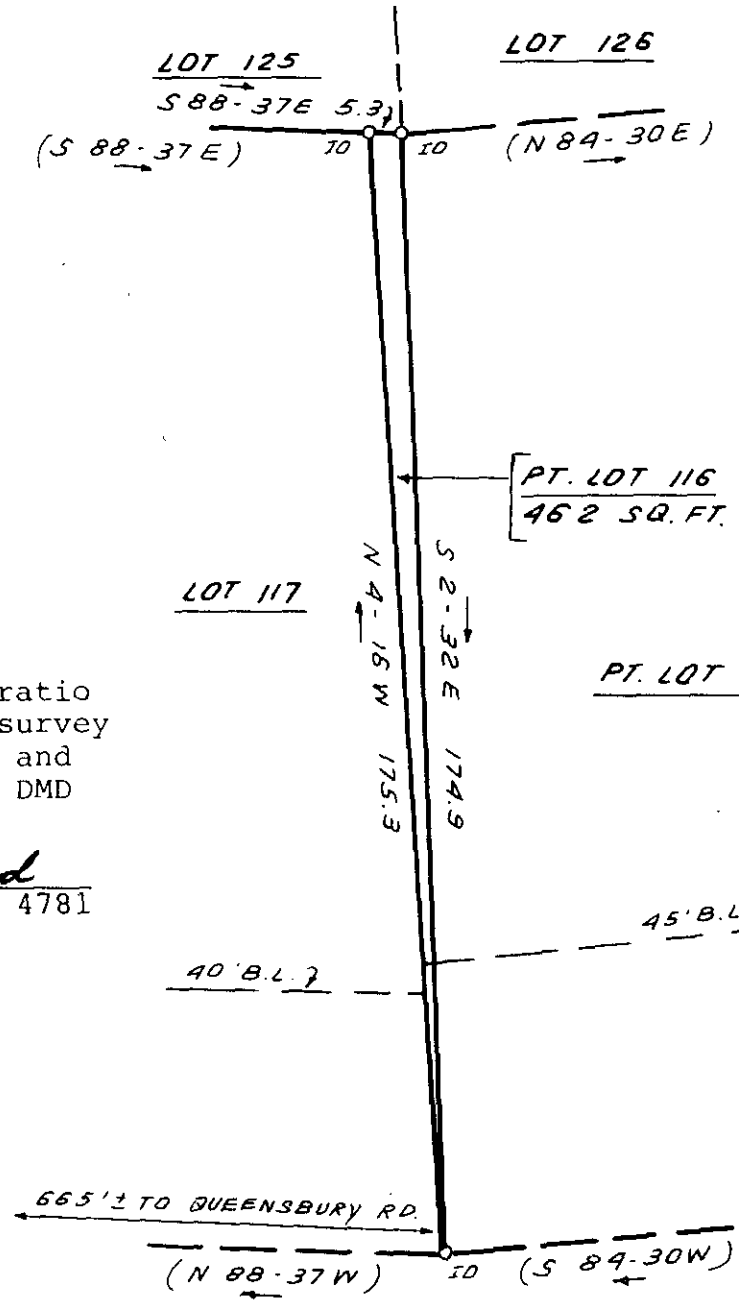 LOT 126
LOT 125
S 88-37E 5.3
(S 88-37E)
IO
IO
(N 84-30E)
PT. LOT 116
462 SQ. FT.
LOT 117
N 4-16 W 175.3
S 2-32E 174.9
PT. LOT
ratio
survey
and
DMD
4781
45' B.L.
40' B.L.
665'± TO QUEENSBURY RD.
(N 88-37 W)
IO
(S 84-30W)